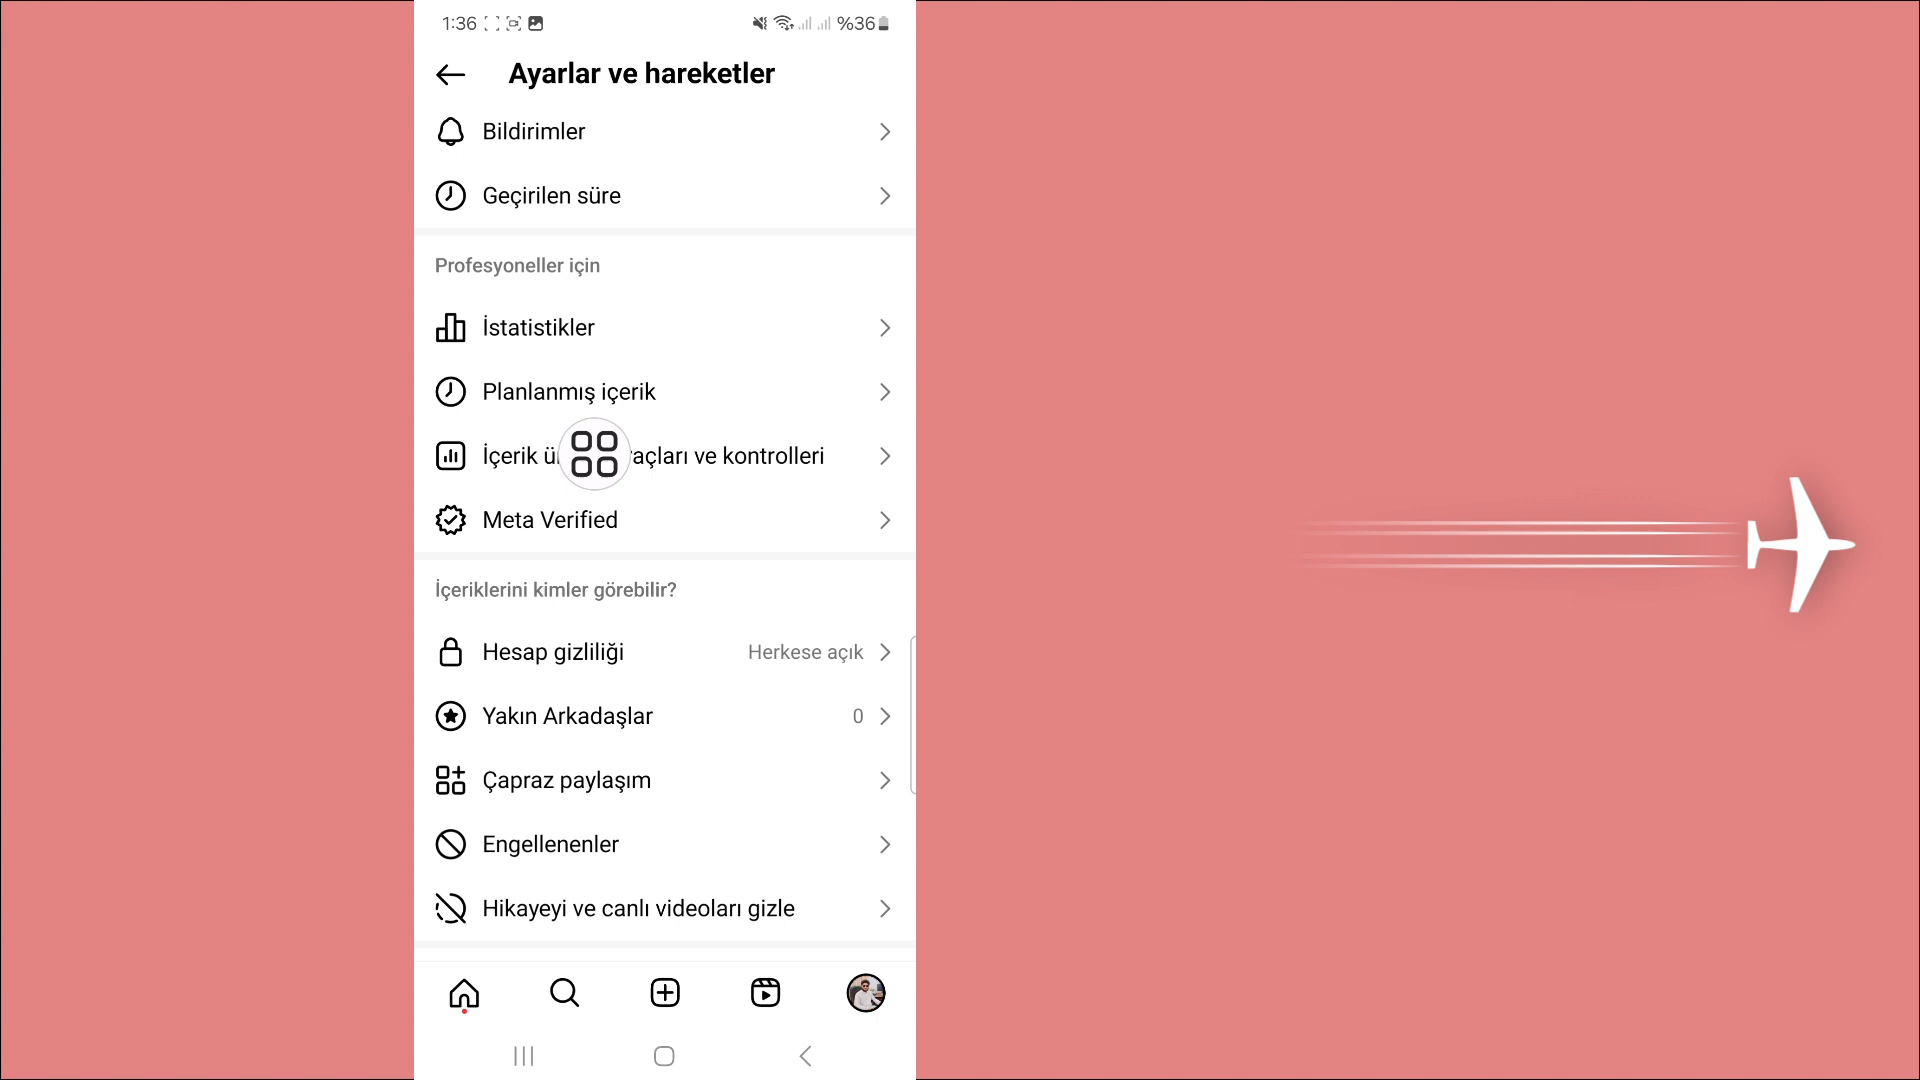 1:36 %36
Ayarlar ve hareketler
Bildirimler
Geçirilen süre
Profesyoneller için
İstatistikler
Planlanmış içerik
İçerik ve kontrolleri
Meta Verified
İçeriklerini kimler görebilir?
Hesap gizliliği Herkese açık
Yakın Arkadaşlar 0
Çapraz paylaşım
Engellenenler
Hikayeyi ve canlı videoları gizle